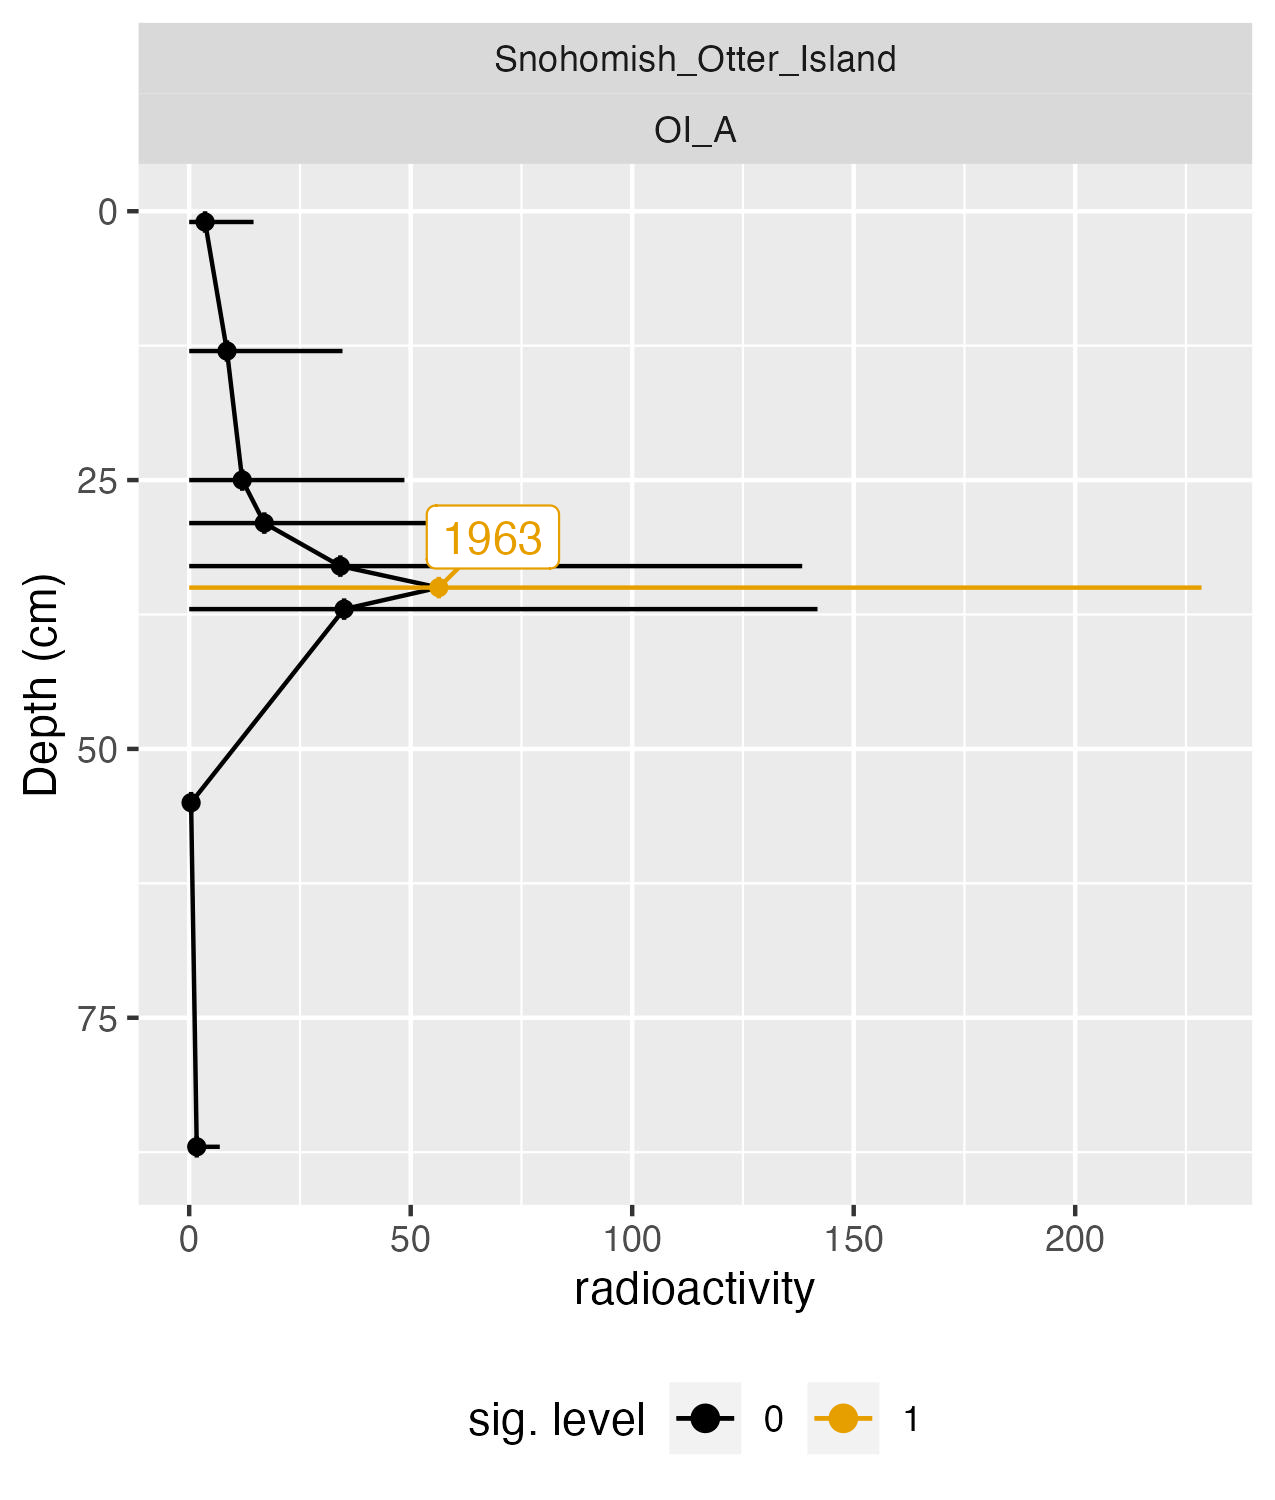 Snohomish_Otter_Island
OI_A
0
25
50
75
Depth (cm)
1963
0 50 100 150 200
radioactivity
sig. level 0 1